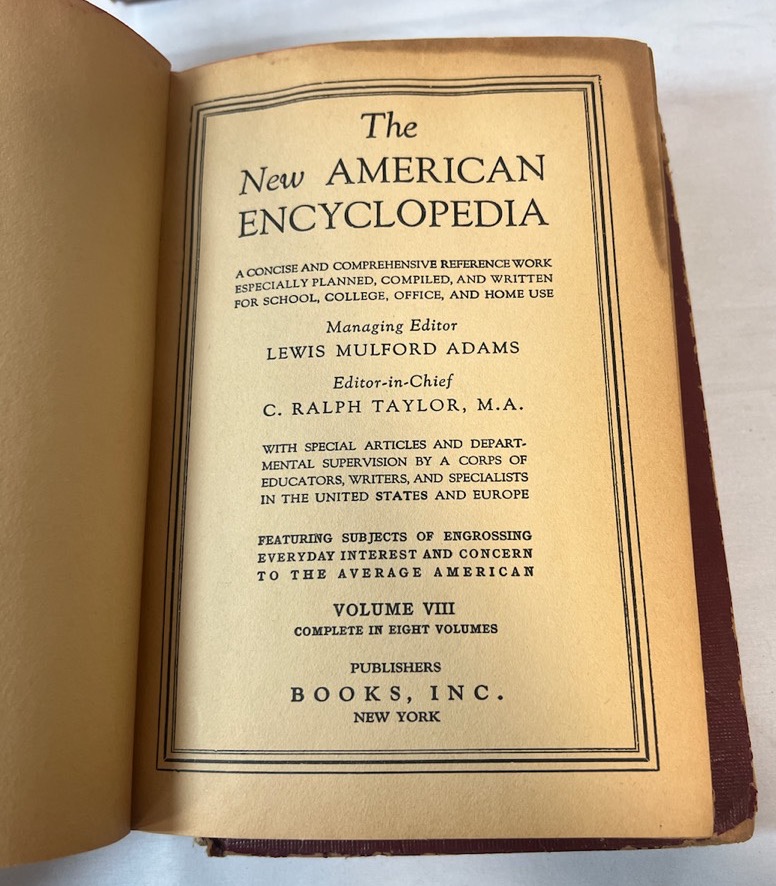 The
New AMERICAN
ENCYCLOPEDIA
A CONCISE AND COMPREHENSIVE REFERENCE WORK
ESPECIALLY PLANNED, COMPILED, AND WRITTEN
FOR SCHOOL, COLLEGE, OFFICE, AND HOME USE
Managing Editor
LEWIS MULFORD ADAMS
Editor-in-Chief
C. RALPH TAYLOR, M.A.
WITH SPECIAL ARTICLES AND DEPART-
MENTAL SUPERVISION BY A CORPS OF
EDUCATORS, WRITERS, AND SPECIALISTS
IN THE UNITED STATES AND EUROPE
FEATURING SUBJECTS OF ENGROSSING
EVERYDAY INTEREST AND CONCERN
TO THE AVERAGE AMERICAN
VOLUME VIII
COMPLETE IN EIGHT VOLUMES
PUBLISHERS
BOOKS, INC.
NEW YORK